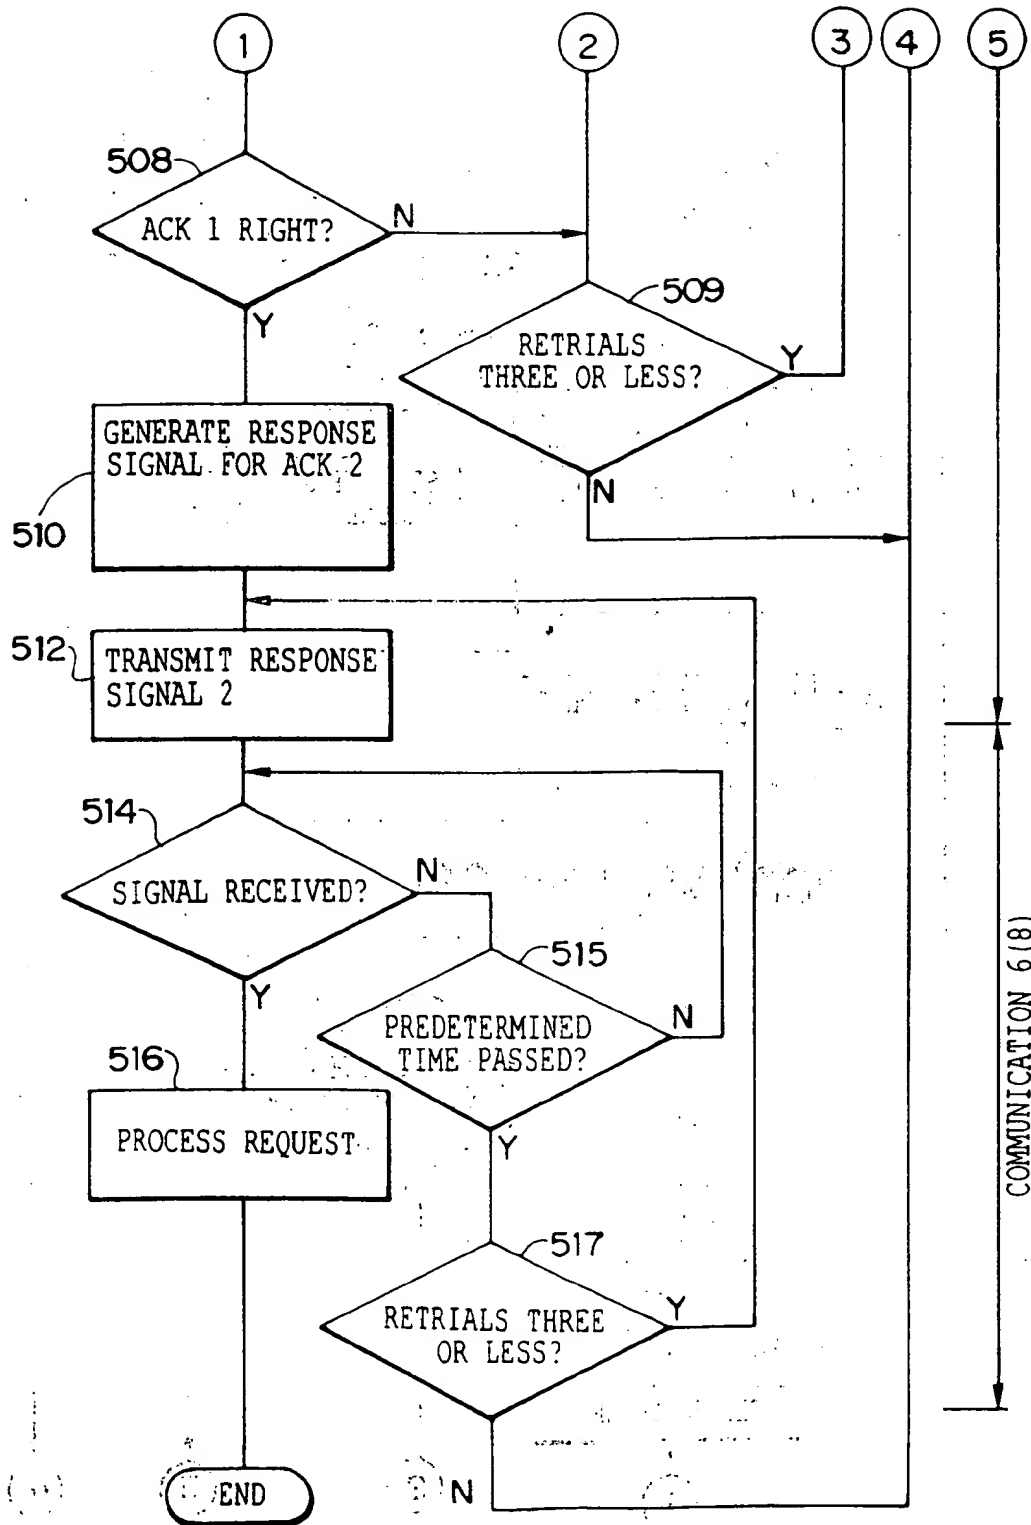 1
2
3
4
5
508
ACK 1 RIGHT?
N
Y
509
RETRIALS
THREE OR LESS?
Y
N
GENERATE RESPONSE
SIGNAL FOR ACK 2
510
512
TRANSMIT RESPONSE
SIGNAL 2
514
SIGNAL RECEIVED?
N
Y
515
PREDETERMINED
TIME PASSED?
N
Y
516
PROCESS REQUEST
517
RETRIALS THREE
OR LESS?
Y
N
END
COMMUNICATION 6(8)